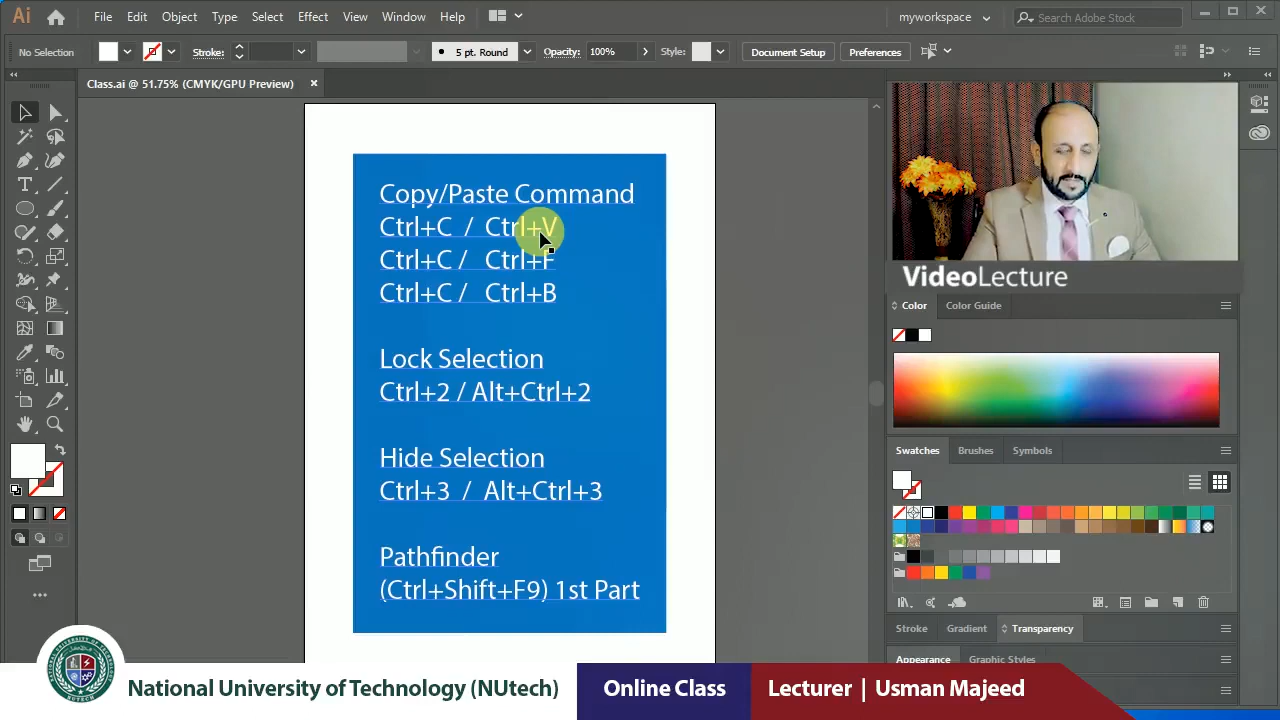 Ai File Edit Object Type Select Effect View Window Help myworkspace Search Adobe Stock
No Selection Stroke: 5 pt. Round Opacity: 100% Style: Document Setup Preferences
Class.ai @ 51.75% (CMYK/GPU Preview)
Copy/Paste Command
Ctrl+C / Ctrl+V
Ctrl+C / Ctrl+F
Ctrl+C / Ctrl+B
Lock Selection
Ctrl+2 / Alt+Ctrl+2
Hide Selection
Ctrl+3 / Alt+Ctrl+3
Pathfinder
(Ctrl+Shift+F9) 1st Part
VideoLecture
Color Color Guide
Swatches Brushes Symbols
Stroke Gradient Transparency
Appearance Graphic Styles
National University of Technology (NUtech) Online Class Lecturer | Usman Majeed